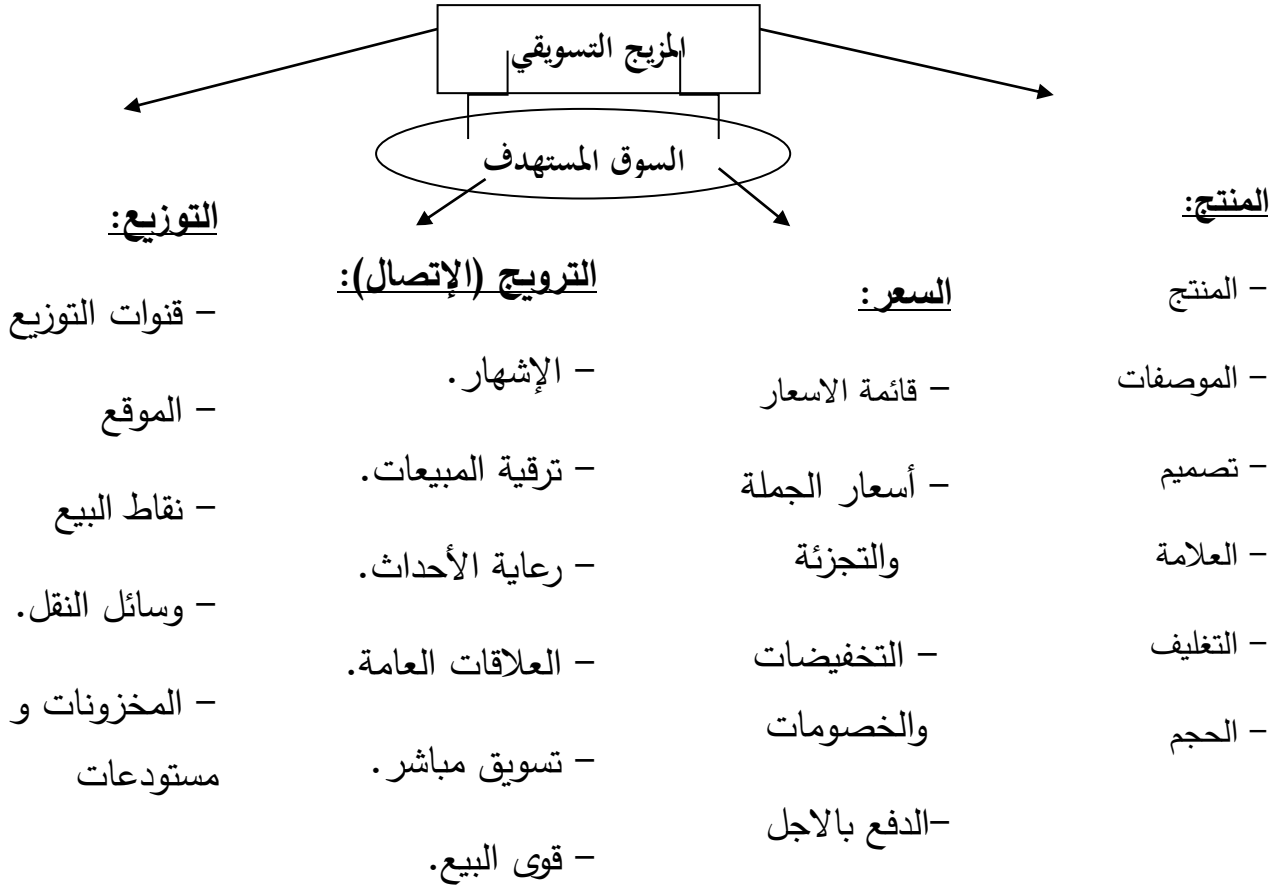 المزيج التسويقي
السوق المستهدف
المنتج:
– المنتج
– الموصفات
– تصميم
– العلامة
– التغليف
– الحجم
السعر:
– قائمة الاسعار
– أسعار الجملة
والتجزئة
– التخفيضات
والخصومات
–الدفع بالاجل
الترويج (الإتصال):
– الإشهار.
– ترقية المبيعات.
– رعاية الأحداث.
– العلاقات العامة.
– تسويق مباشر.
– قوى البيع.
التوزيع:
– قنوات التوزيع
– الموقع
– نقاط البيع
– وسائل النقل.
– المخزونات و
مستودعات